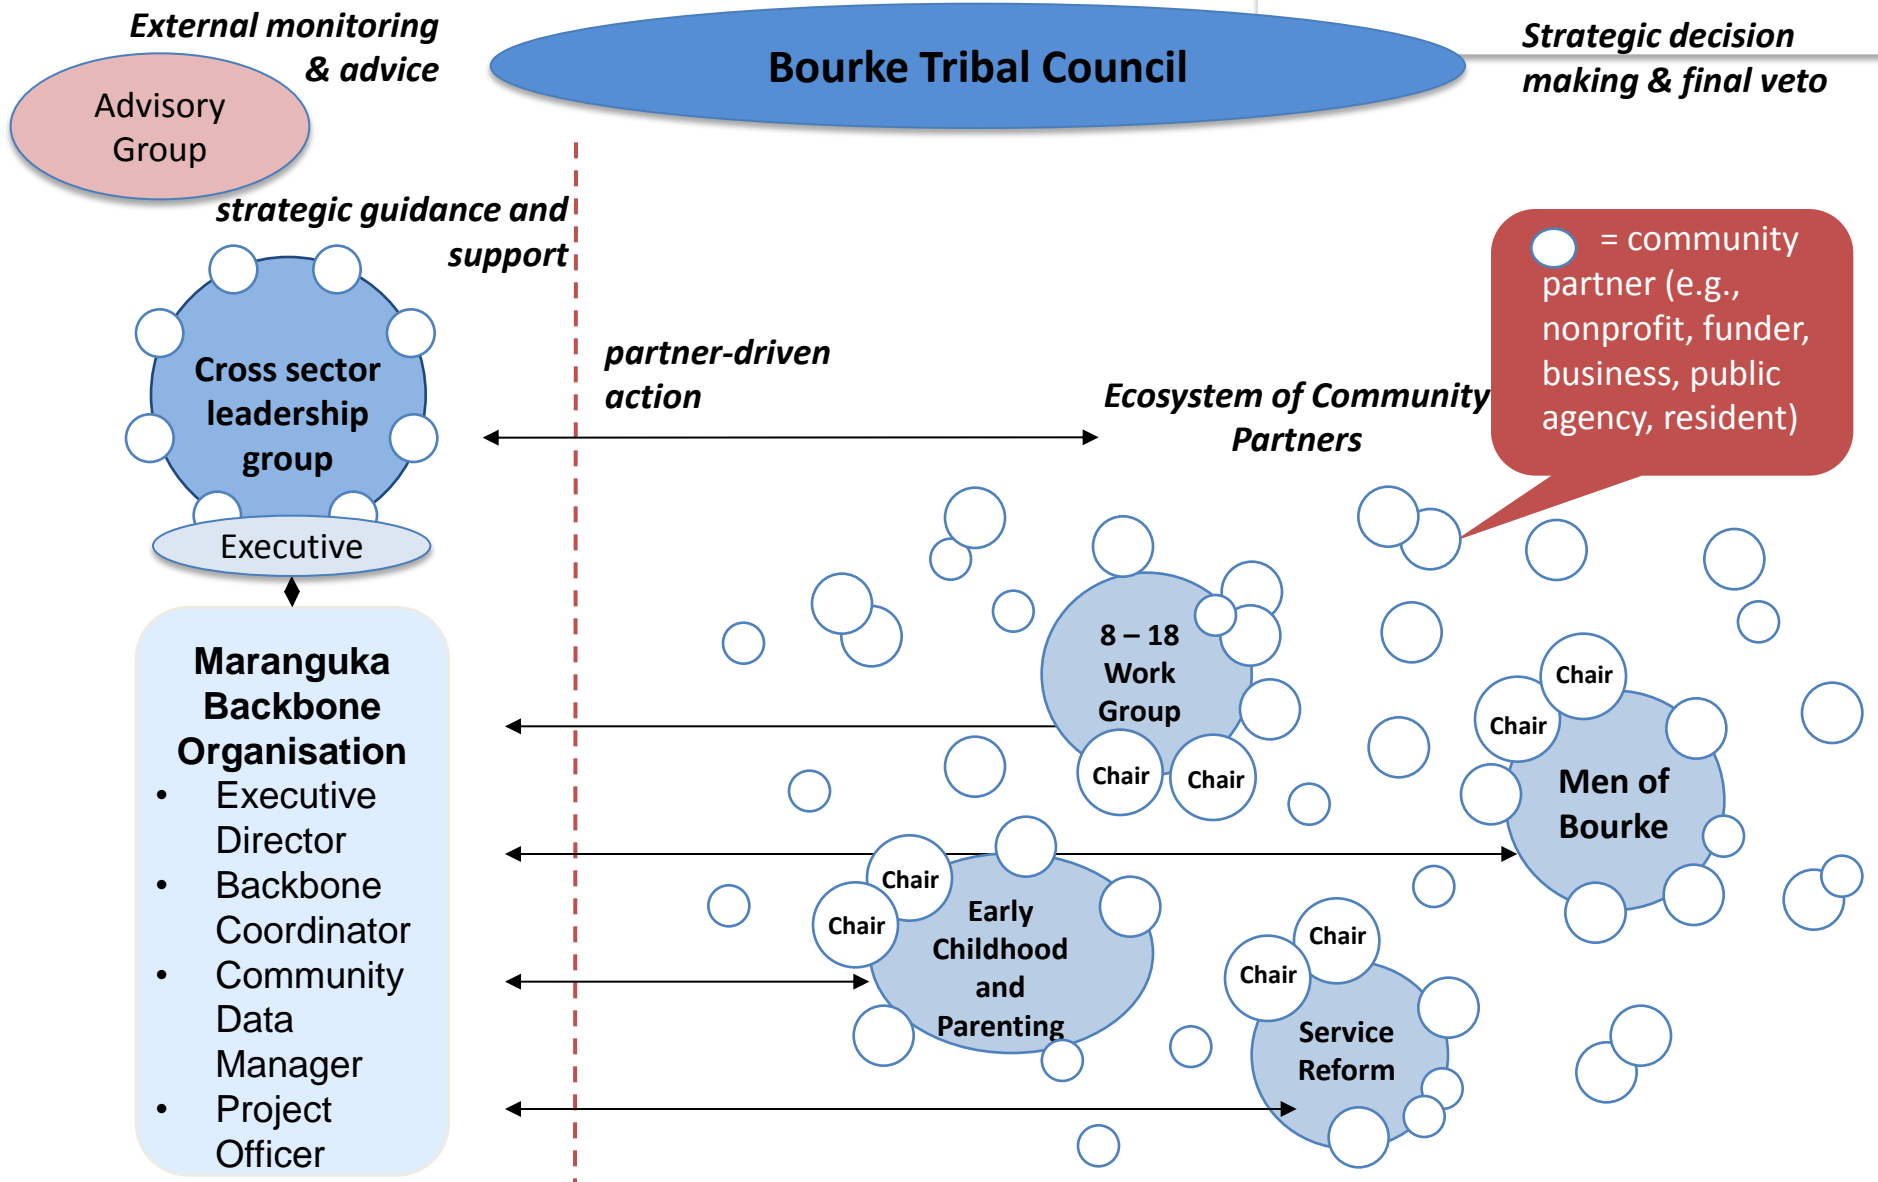 External monitoring
& advice
Bourke Tribal Council
Strategic decision
making & final veto
Advisory
Group
strategic guidance and
support
Cross sector
leadership
group
Executive
partner-driven
action
Ecosystem of Community
Partners
= community
partner (e.g.,
nonprofit, funder,
business, public
agency, resident)
Maranguka
Backbone
Organisation
• Executive
Director
• Backbone
Coordinator
• Community
Data
Manager
• Project
Officer
8 – 18
Work
Group
Chair
Chair
Chair
Chair
Men of
Bourke
Chair
Chair
Early
Childhood
and
Parenting
Chair
Chair
Service
Reform